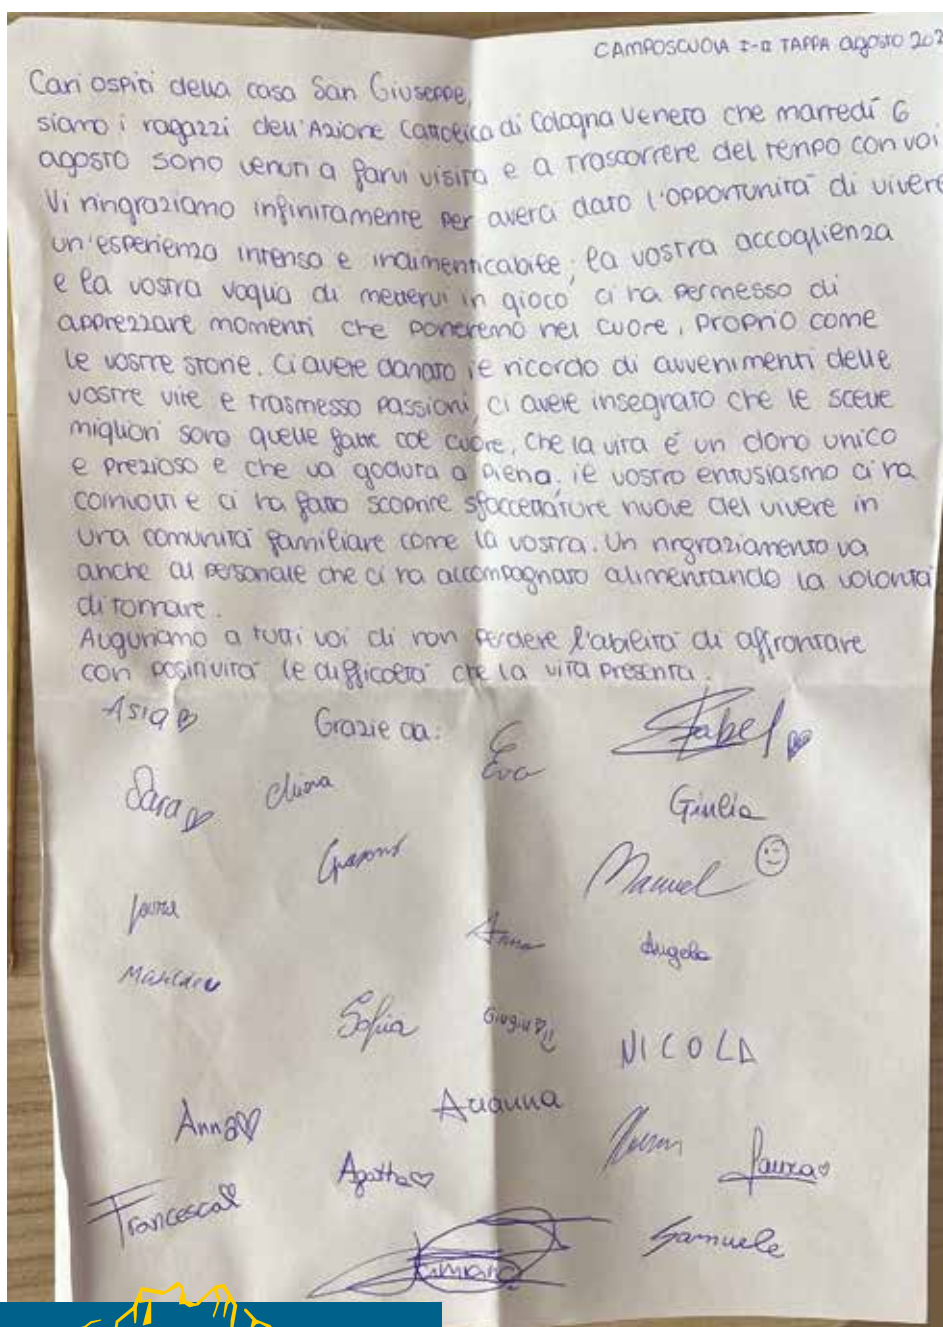 CAMPOSCUOLA I-II TAPPA agosto 202
Cari ospiti della casa San Giuseppe,
siamo i ragazzi dell'Azione Cattolica di Cologna Veneta che martedì 6
agosto sono venuti a farvi visita e a trascorrere del tempo con voi
Vi ringraziamo infinitamente per averci dato l'opportunità di vivere
un'esperienza intensa e indimenticabile; la vostra accoglienza
e la vostra voglia di mettervi in gioco ci ha permesso di
apprezzare momenti che porteremo nel cuore, proprio come
le vostre storie. Ci avete donato il ricordo di avvenimenti delle
vostre vite e trasmesso passioni, ci avete insegnato che le scelte
migliori sono quelle fatte col cuore, che la vita è un dono unico
e prezioso e che va goduta a piena. il vostro entusiasmo ci ha
coinvolti e ci ha fatto scoprire sfaccettature nuove del vivere in
una comunità familiare come la vostra. Un ringraziamento va
anche al personale che ci ha accompagnato alimentando la volontà
di tornare.
Auguriamo a tutti voi di non perdere l'abilità di affrontare
con positività le difficoltà che la vita presenta.
Asia Grazie da:
Eva
Sara Chiara Giulia
Manuel
Anna Angela
Sofia Giugiu
NICOLA
Anna Arianna
Agatha Laura
Francesca Samuele